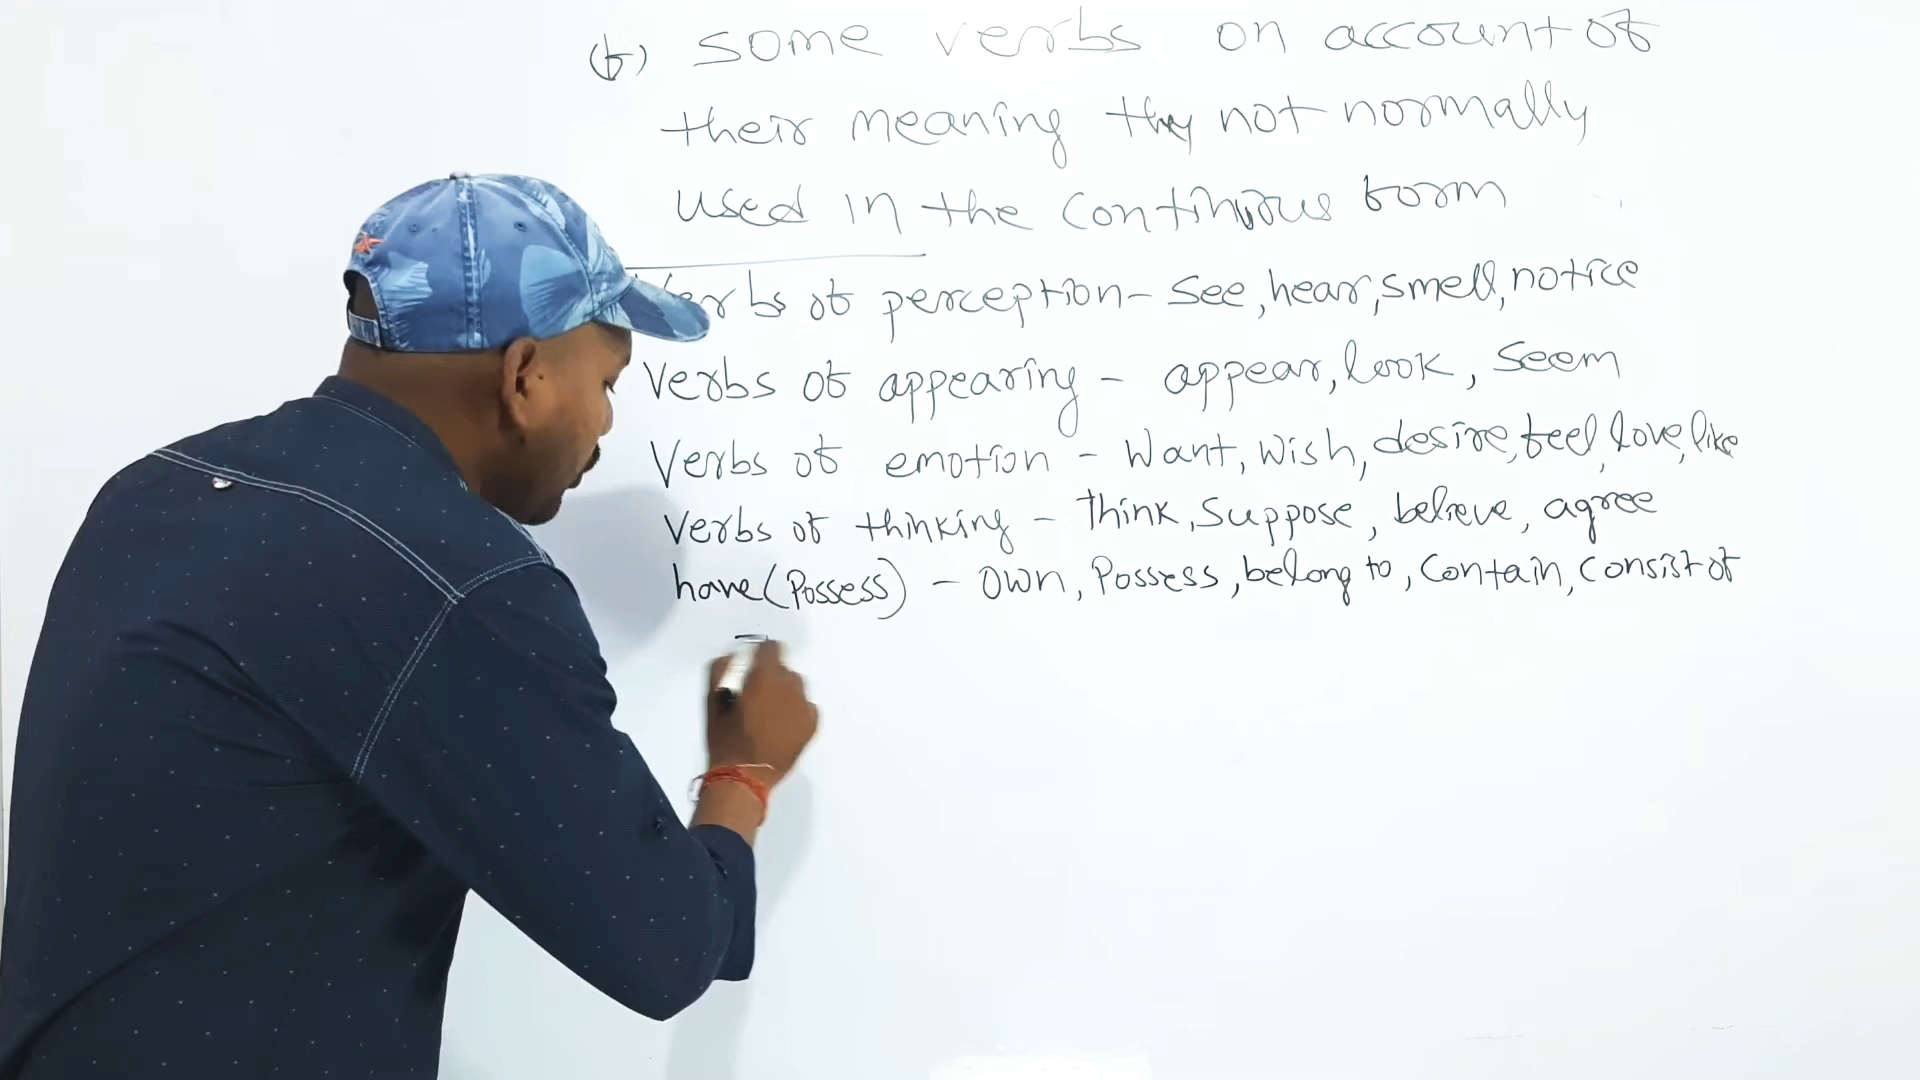 (f) Some verbs on account of
their meaning they not normally
used in the continuous form
Verbs of perception - See, hear, smell, notice
Verbs of appearing - appear, look, seem
Verbs of emotion - Want, Wish, desire, feel, love, like
Verbs of thinking - think, suppose, believe, agree
have (Possess) - own, Possess, belong to, Contain, Consist of